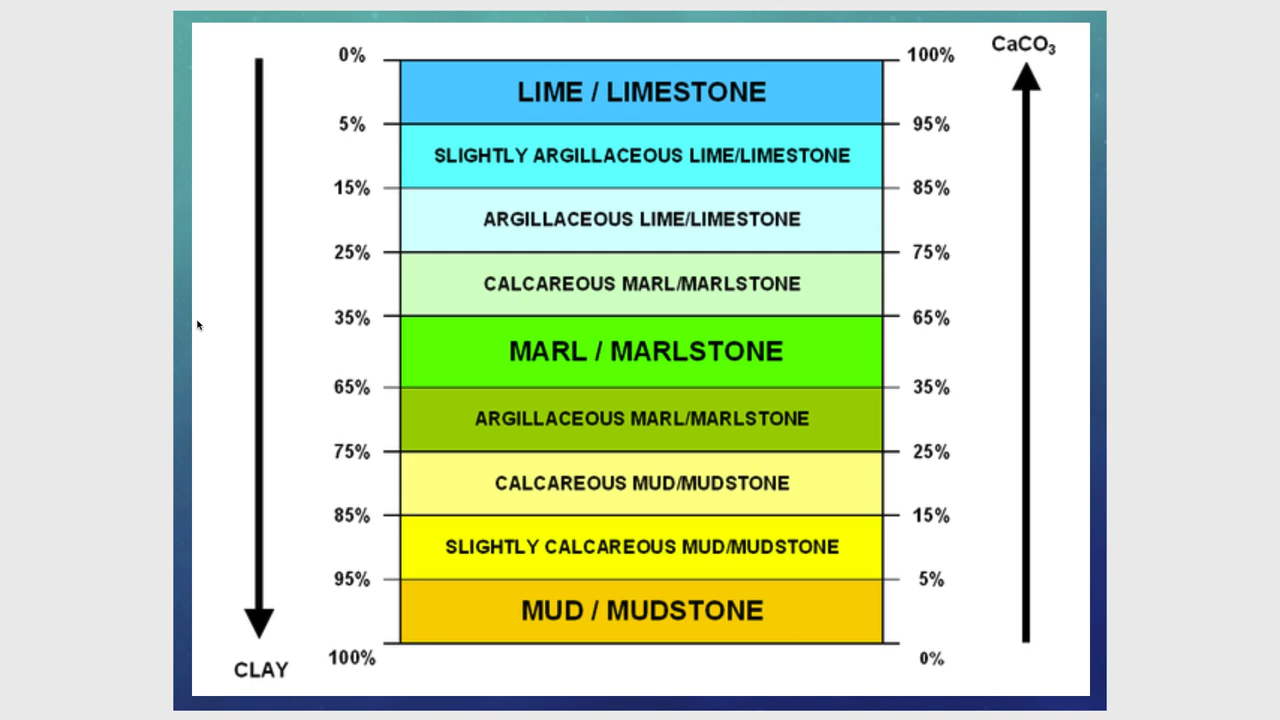 CaCO₃
0% 100%
LIME / LIMESTONE
5% 95%
SLIGHTLY ARGILLACEOUS LIME/LIMESTONE
15% 85%
ARGILLACEOUS LIME/LIMESTONE
25% 75%
CALCAREOUS MARL/MARLSTONE
35% 65%
MARL / MARLSTONE
65% 35%
ARGILLACEOUS MARL/MARLSTONE
75% 25%
CALCAREOUS MUD/MUDSTONE
85% 15%
SLIGHTLY CALCAREOUS MUD/MUDSTONE
95% 5%
MUD / MUDSTONE
100% 0%
CLAY